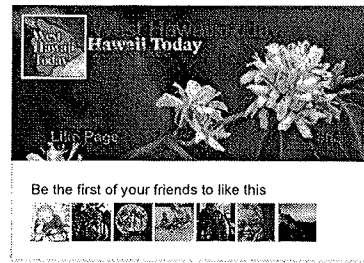 West
Hawaii
Today
Hawaii Today
Like Page
Be the first of your friends to like this